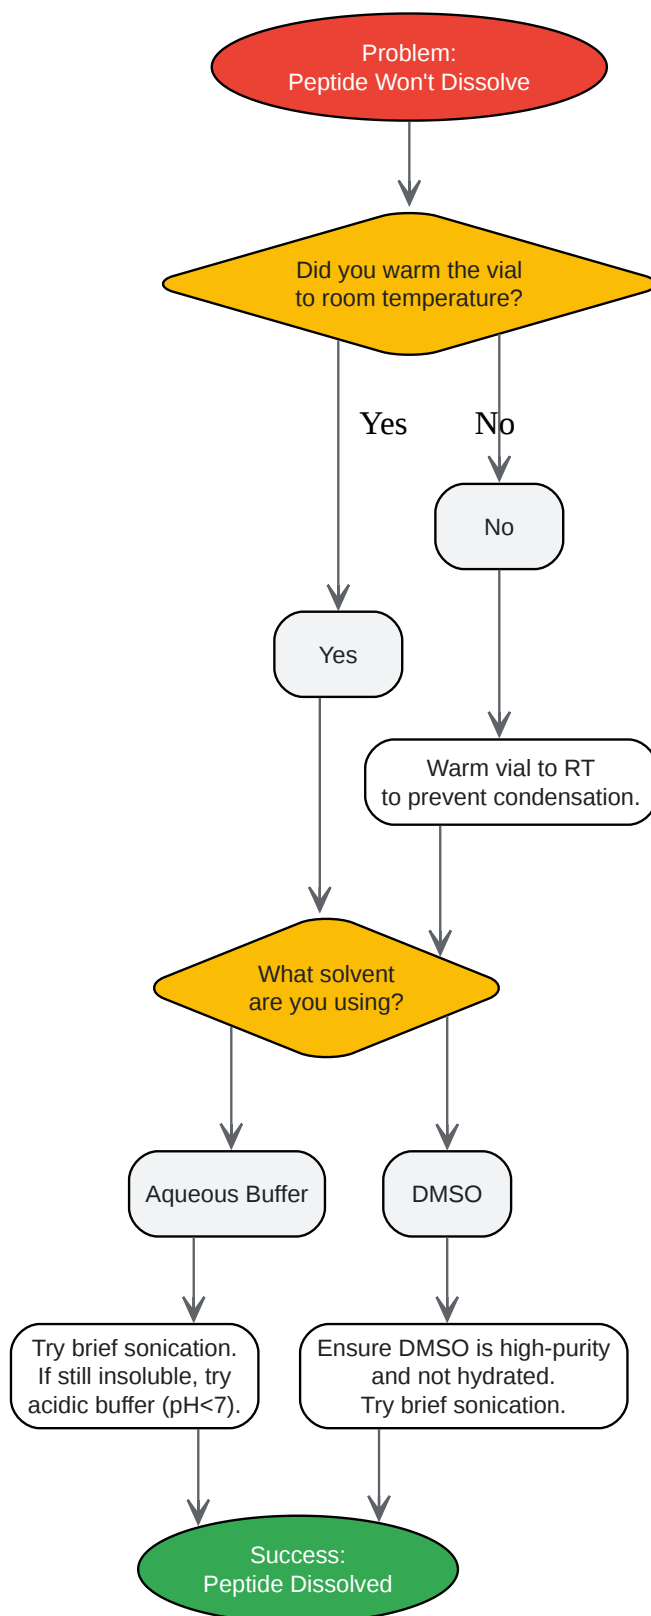 Problem:
Peptide Won't Dissolve
Did you warm the vial
to room temperature?
Yes
No
No
Yes
Warm vial to RT
to prevent condensation.
What solvent
are you using?
Aqueous Buffer
DMSO
Try brief sonication.
If still insoluble, try
acidic buffer (pH<7).
Ensure DMSO is high-purity
and not hydrated.
Try brief sonication.
Success:
Peptide Dissolved